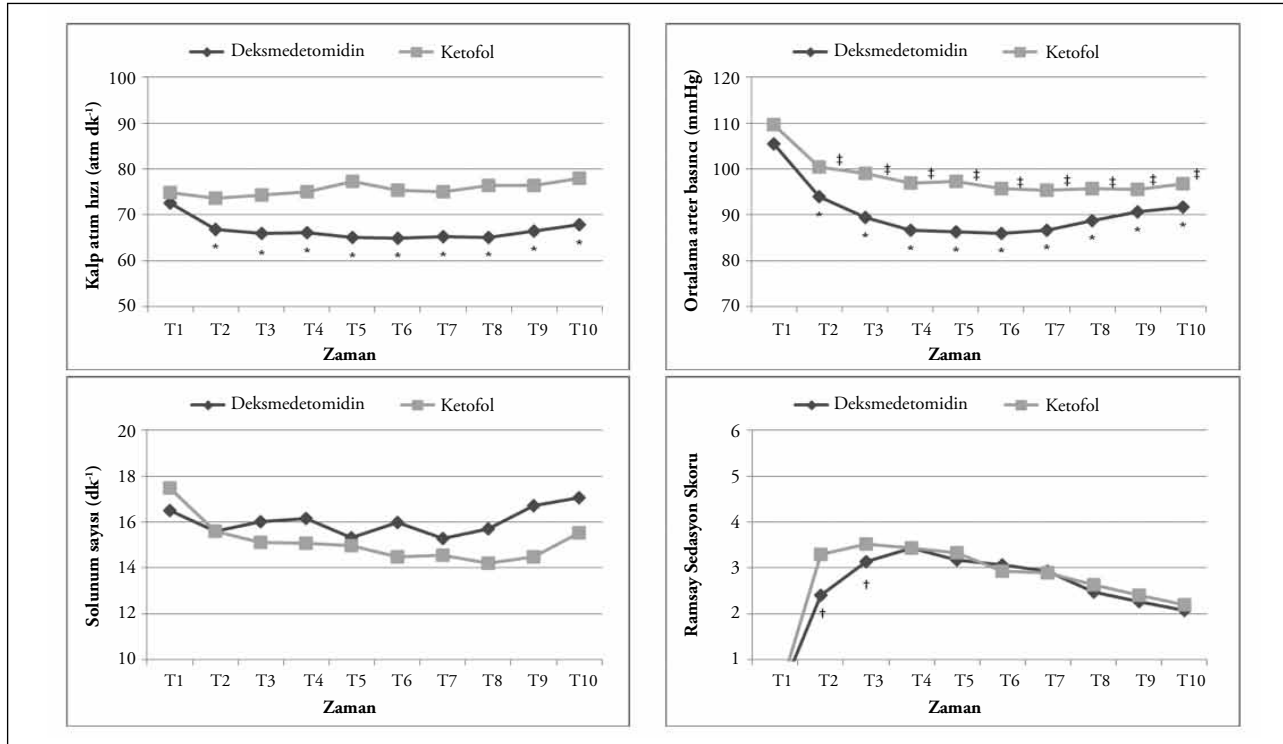 Deksmedetomidin Ketofol
Kalp atım hızı (atm dk⁻¹)
100
90
80
70
60
50
* * * * * * * * *
T1 T2 T3 T4 T5 T6 T7 T8 T9 T10
Zaman
Deksmedetomidin Ketofol
Ortalama arter basıncı (mmHg)
120
110
100
90
80
70
‡ ‡ ‡ ‡ ‡ ‡ ‡ ‡ ‡
* * * * * * * * *
T1 T2 T3 T4 T5 T6 T7 T8 T9 T10
Zaman
Deksmedetomidin Ketofol
Solunum sayısı (dk⁻¹)
20
18
16
14
12
10
T1 T2 T3 T4 T5 T6 T7 T8 T9 T10
Zaman
Deksmedetomidin Ketofol
Ramsay Sedasyon Skoru
6
5
4
3
2
1
† †
T1 T2 T3 T4 T5 T6 T7 T8 T9 T10
Zaman